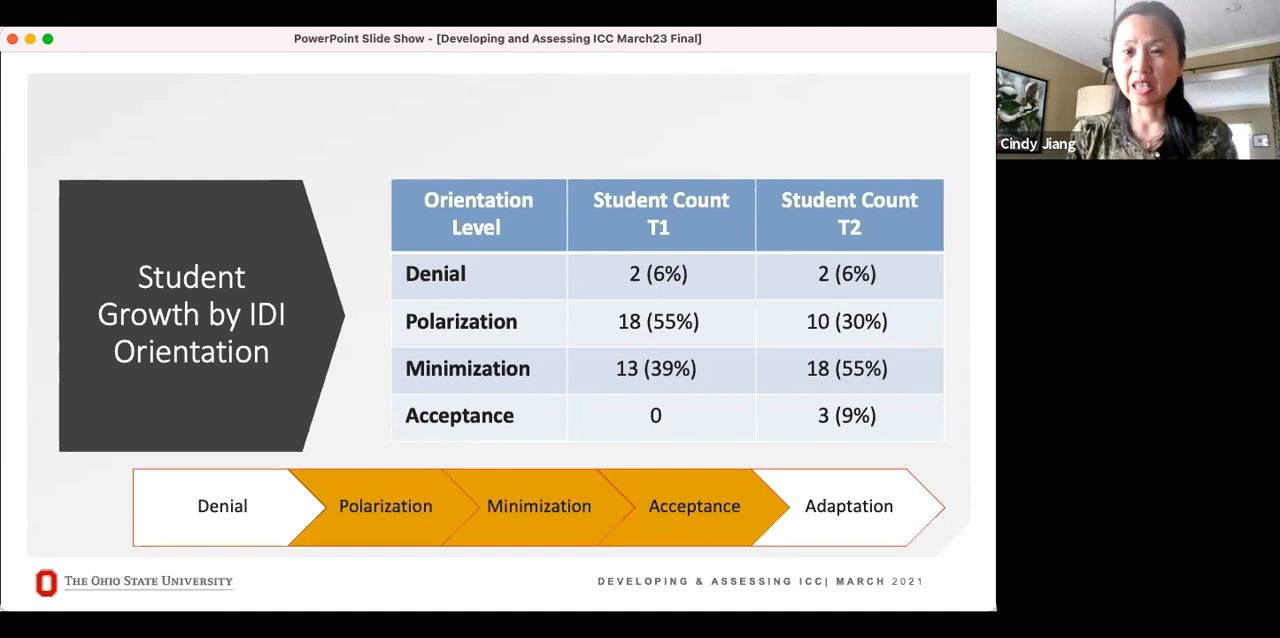 PowerPoint Slide Show - [Developing and Assessing ICC March23 Final]
Cindy Jiang
Student
Growth by IDI
Orientation
Orientation Level Student Count T1 Student Count T2
Denial 2 (6%) 2 (6%)
Polarization 18 (55%) 10 (30%)
Minimization 13 (39%) 18 (55%)
Acceptance 0 3 (9%)
Denial Polarization Minimization Acceptance Adaptation
THE OHIO STATE UNIVERSITY
DEVELOPING & ASSESSING ICC| MARCH 2021